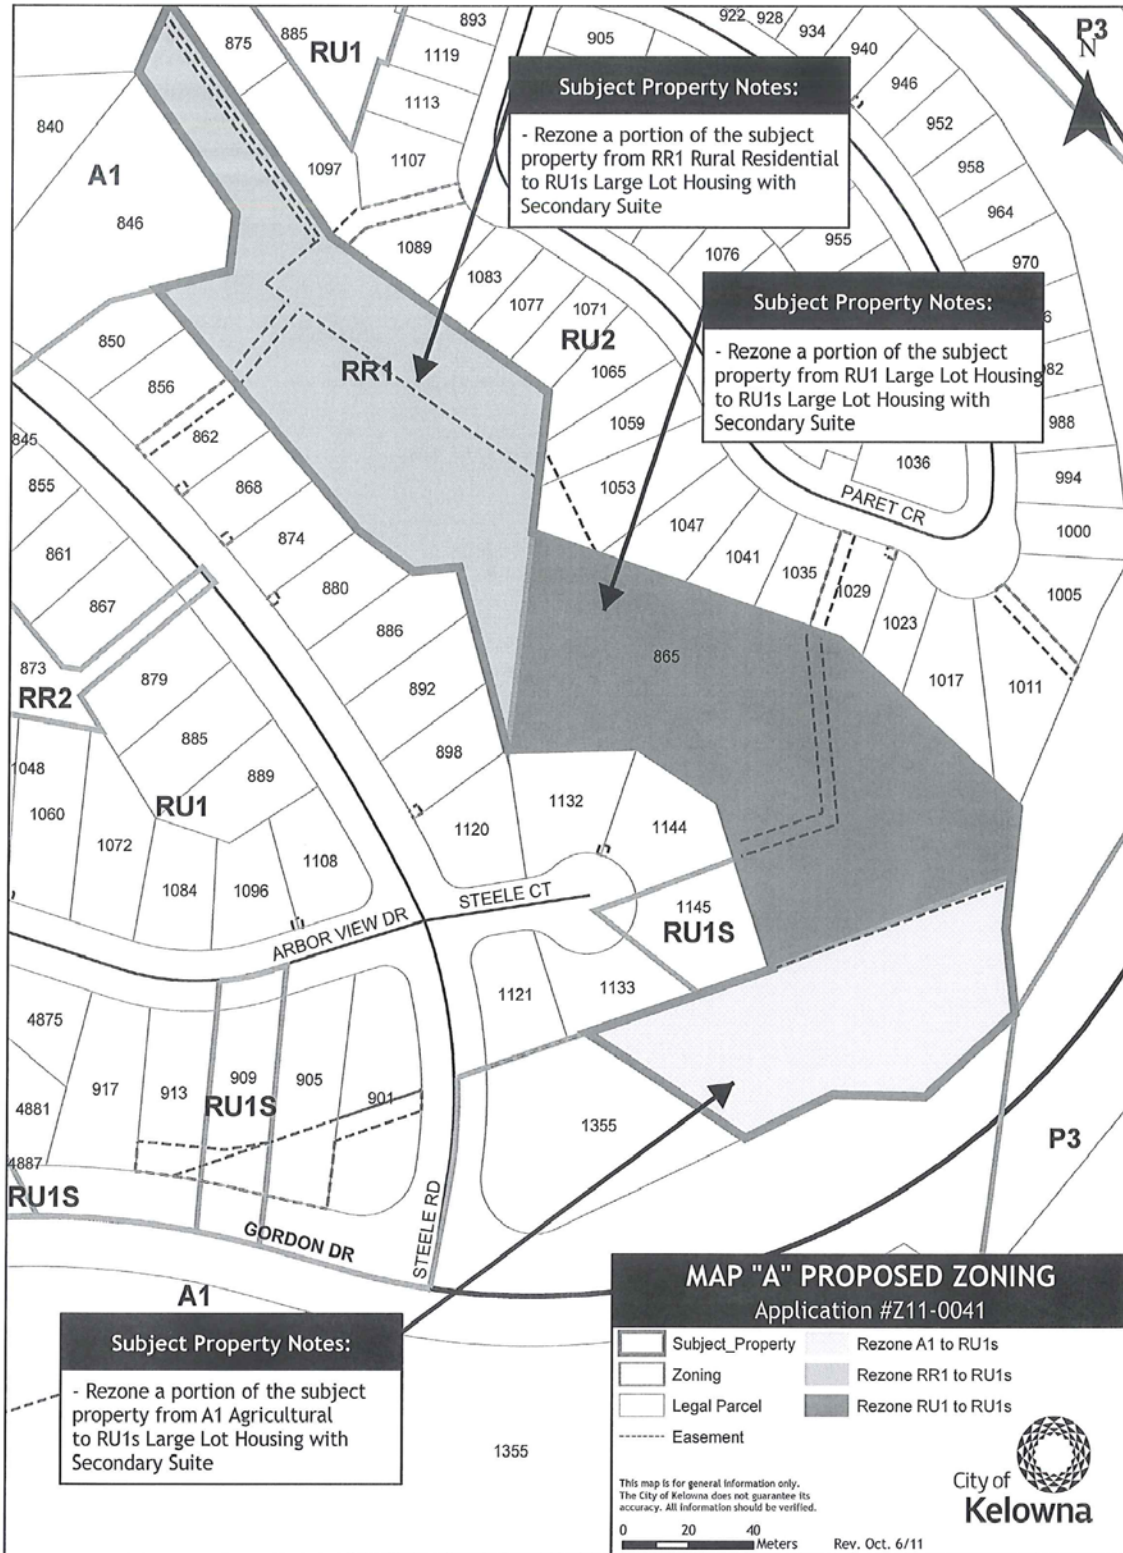 893
922
928
934
P3
N
885
875
RU1
905
940
1119
946
Subject Property Notes:
- Rezone a portion of the subject
property from RR1 Rural Residential
to RU1s Large Lot Housing with
Secondary Suite
1113
840
952
1107
1097
958
A1
846
964
955
1089
1076
970
1083
1077
1071
RU2
Subject Property Notes:
- Rezone a portion of the subject
property from RU1 Large Lot Housing
to RU1s Large Lot Housing with
Secondary Suite
850
RR1
1065
982
856
1059
988
862
845
1036
994
868
1053
855
PARET CR
1047
874
1000
861
1041
1035
880
1029
1005
867
1023
886
873
865
879
1017
1011
RR2
892
885
898
1048
889
1060
RU1
1132
1144
1072
1120
1108
1084
1096
STEELE CT
1145
RU1S
ARBOR VIEW DR
1121
1133
4875
917
913
909
905
901
RU1S
4881
1355
P3
4887
RU1S
STEELE RD
GORDON DR
A1
MAP "A" PROPOSED ZONING
Application #Z11-0041
Subject_Property
Rezone A1 to RU1s
Zoning
Rezone RR1 to RU1s
Legal Parcel
Rezone RU1 to RU1s
Easement
Subject Property Notes:
- Rezone a portion of the subject
property from A1 Agricultural
to RU1s Large Lot Housing with
Secondary Suite
1355
This map is for general information only.
The City of Kelowna does not guarantee its
accuracy. All information should be verified.
City of
Kelowna
0 20 40
Meters
Rev. Oct. 6/11